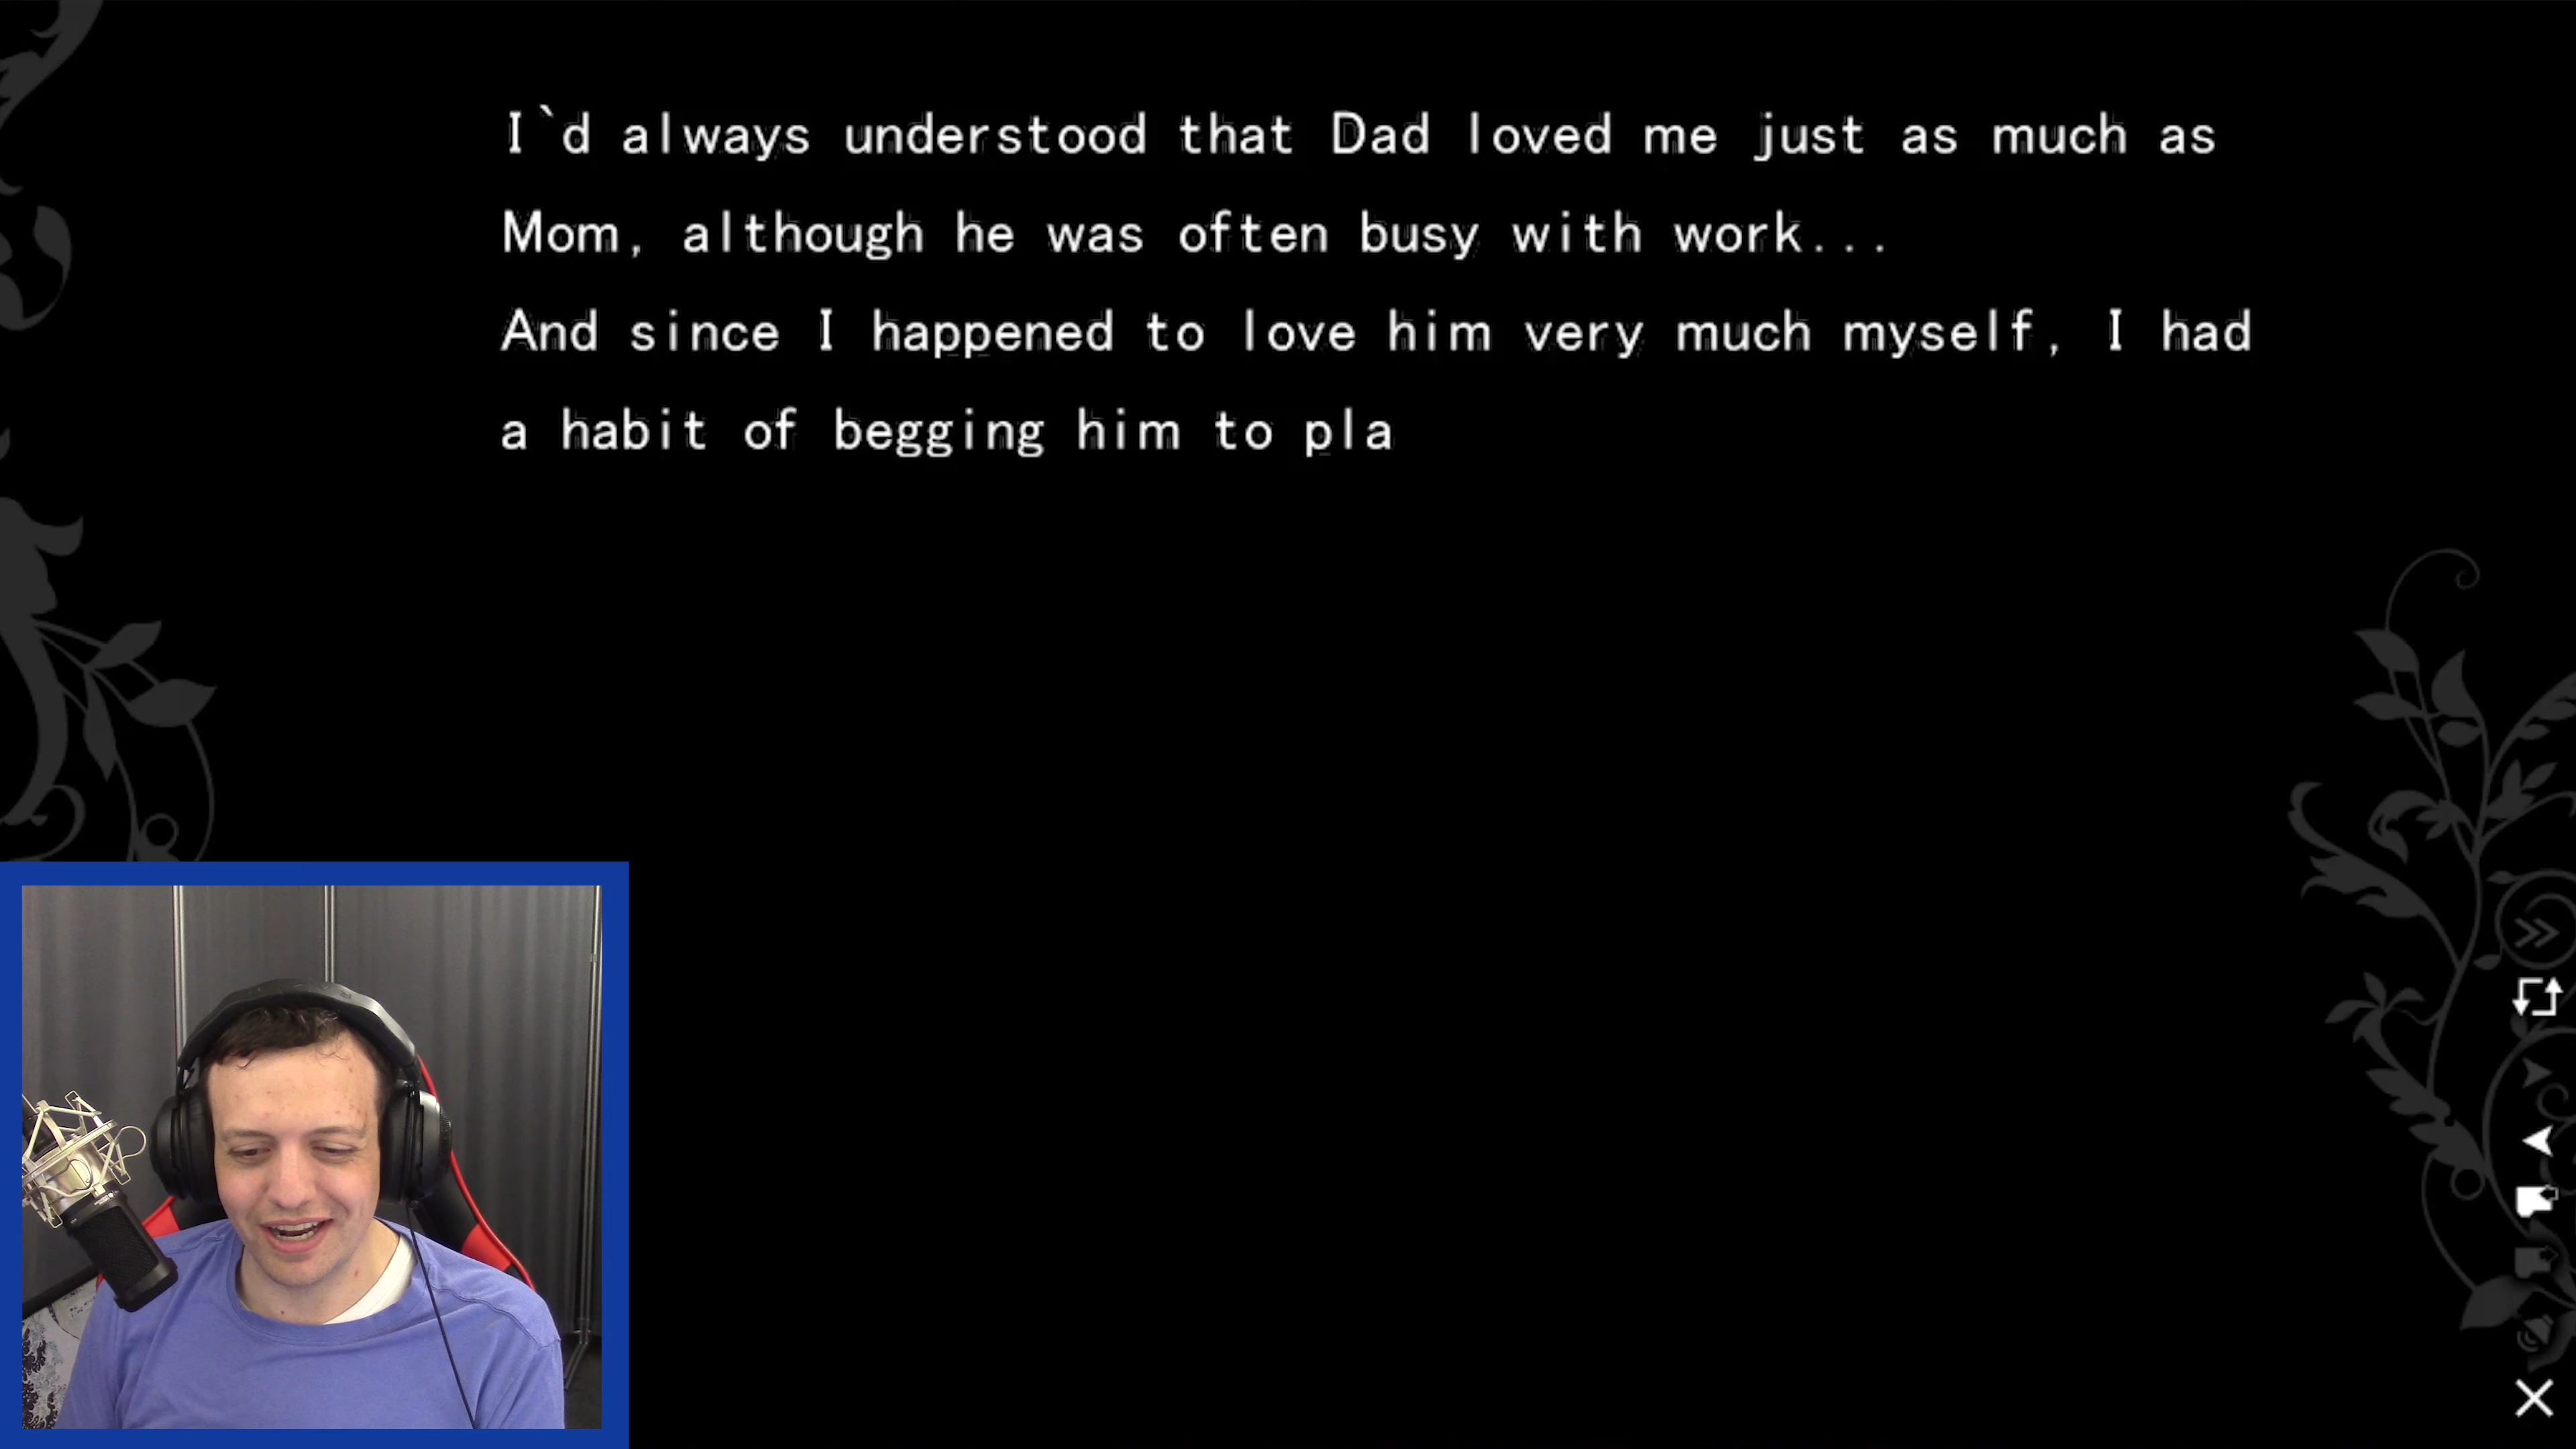 I`d always understood that Dad loved me just as much as
Mom, although he was often busy with work...
And since I happened to love him very much myself, I had
a habit of begging him to pla